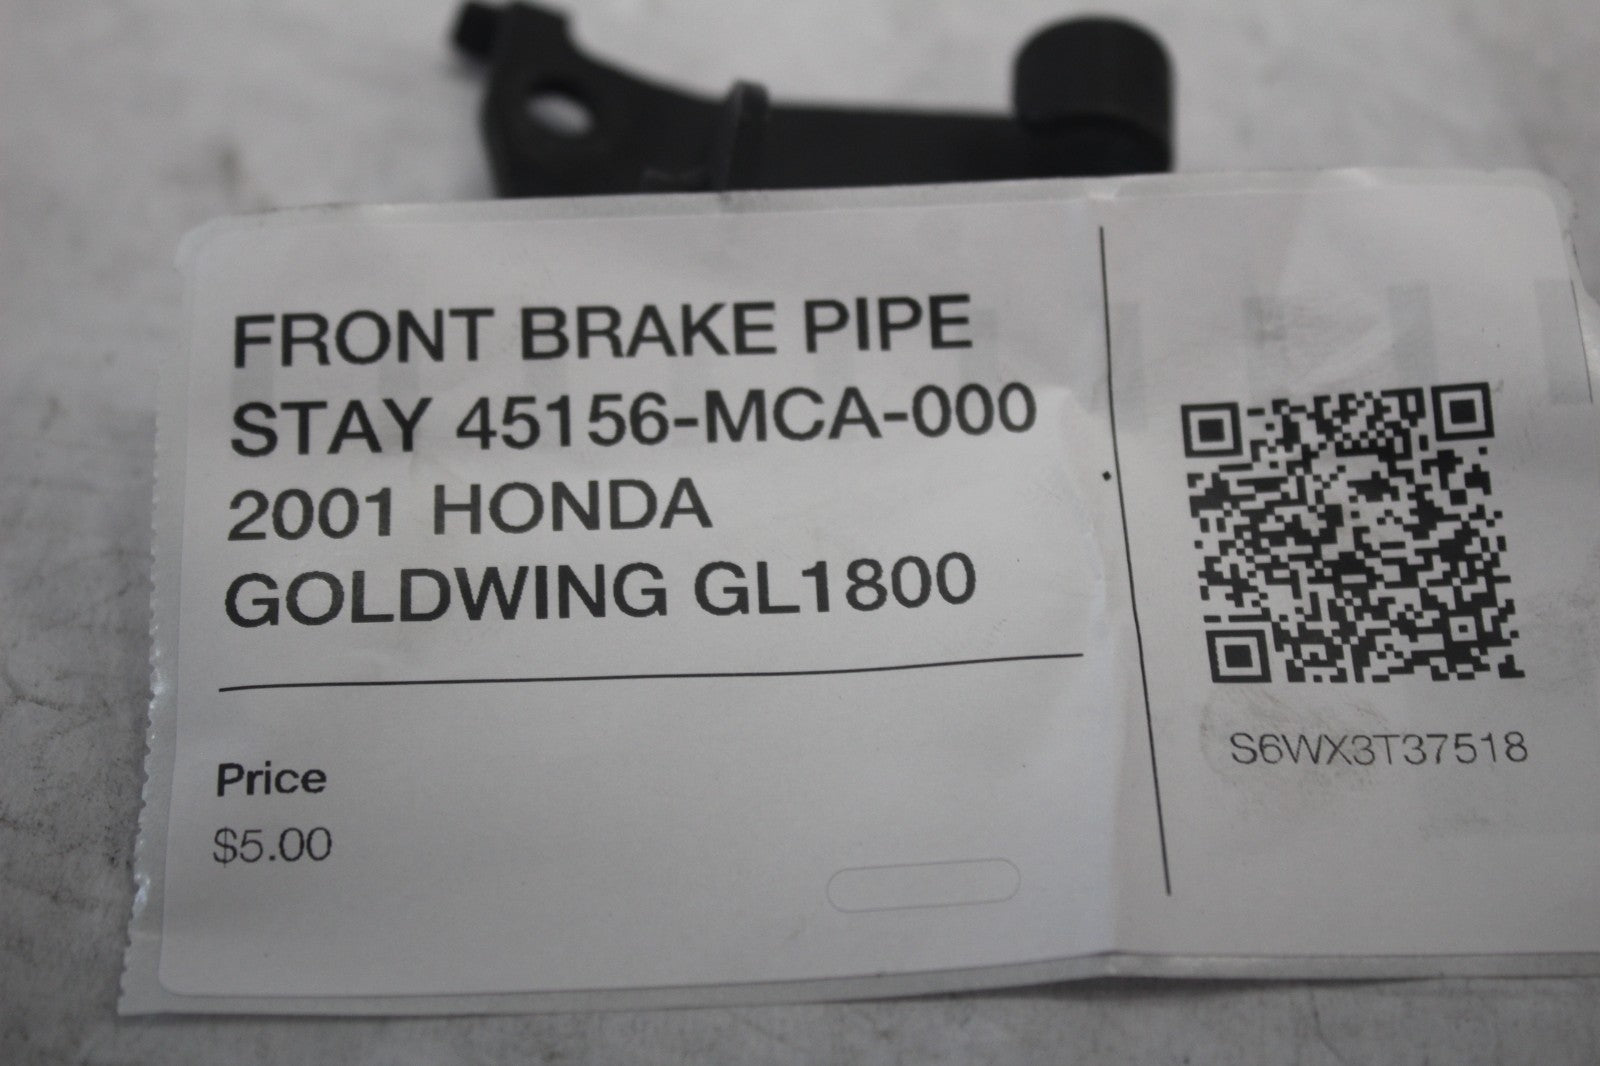 FRONT BRAKE PIPE
STAY 45156-MCA-000
2001 HONDA
GOLDWING GL1800
Price
$5.00
S6WX3T37518